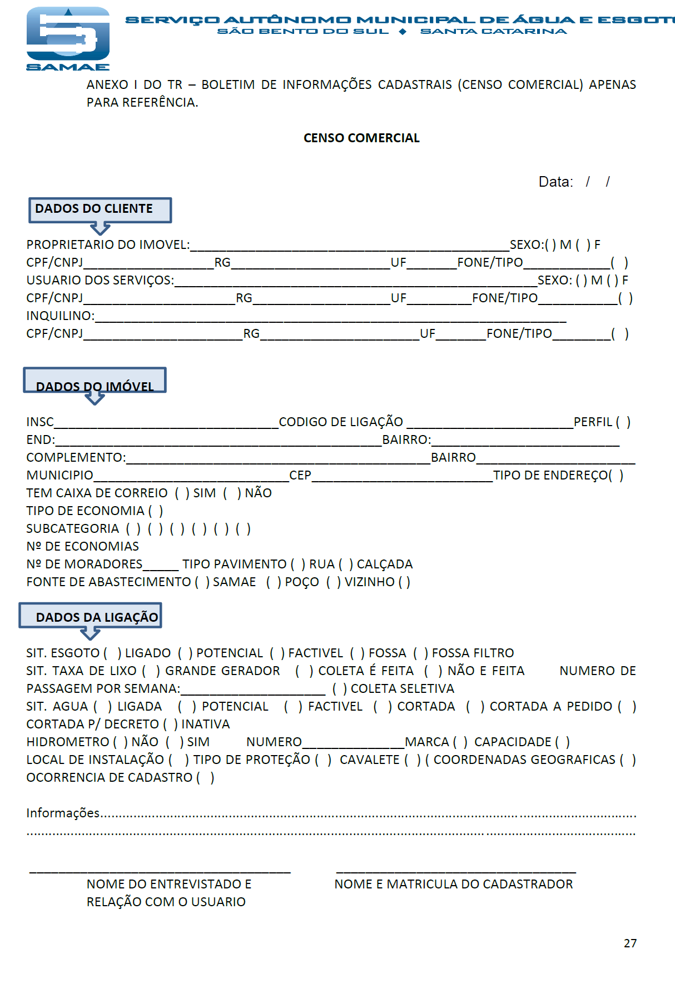 SERVIÇO AUTÔNOMO MUNICIPAL DE ÁGUA E ESGOTO
SÃO BENTO DO SUL ◆ SANTA CATARINA
SAMAE
ANEXO I DO TR – BOLETIM DE INFORMAÇÕES CADASTRAIS (CENSO COMERCIAL) APENAS
PARA REFERÊNCIA.
CENSO COMERCIAL
Data: / /
DADOS DO CLIENTE
PROPRIETARIO DO IMOVEL:____________________________________________SEXO:( ) M ( ) F
CPF/CNPJ__________________RG______________________UF_______FONE/TIPO____________( )
USUARIO DOS SERVIÇOS:__________________________________________________SEXO: ( ) M ( ) F
CPF/CNPJ_____________________RG___________________UF_________FONE/TIPO___________( )
INQUILINO:_________________________________________________________________
CPF/CNPJ______________________RG______________________UF_______FONE/TIPO________( )
DADOS DO IMÓVEL
INSC_______________________________CODIGO DE LIGAÇÃO _______________________PERFIL ( )
END:_____________________________________________BAIRRO:__________________________
COMPLEMENTO:__________________________________________BAIRRO______________________
MUNICIPIO___________________________CEP_________________________TIPO DE ENDEREÇO( )
TEM CAIXA DE CORREIO ( ) SIM ( ) NÃO
TIPO DE ECONOMIA ( )
SUBCATEGORIA ( ) ( ) ( ) ( ) ( ) ( )
Nº DE ECONOMIAS
Nº DE MORADORES_____ TIPO PAVIMENTO ( ) RUA ( ) CALÇADA
FONTE DE ABASTECIMENTO ( ) SAMAE ( ) POÇO ( ) VIZINHO ( )
DADOS DA LIGAÇÃO
SIT. ESGOTO ( ) LIGADO ( ) POTENCIAL ( ) FACTIVEL ( ) FOSSA ( ) FOSSA FILTRO
SIT. TAXA DE LIXO ( ) GRANDE GERADOR ( ) COLETA É FEITA ( ) NÃO E FEITA NUMERO DE
PASSAGEM POR SEMANA:____________________ ( ) COLETA SELETIVA
SIT. AGUA ( ) LIGADA ( ) POTENCIAL ( ) FACTIVEL ( ) CORTADA ( ) CORTADA A PEDIDO ( )
CORTADA P/ DECRETO ( ) INATIVA
HIDROMETRO ( ) NÃO ( ) SIM NUMERO______________MARCA ( ) CAPACIDADE ( )
LOCAL DE INSTALAÇÃO ( ) TIPO DE PROTEÇÃO ( ) CAVALETE ( ) ( COORDENADAS GEOGRAFICAS ( )
OCORRENCIA DE CADASTRO ( )
Informações..................................................................................................................................................
......................................................................................................................................................................
____________________________________ _________________________________
NOME DO ENTREVISTADO E NOME E MATRICULA DO CADASTRADOR
RELAÇÃO COM O USUARIO
27